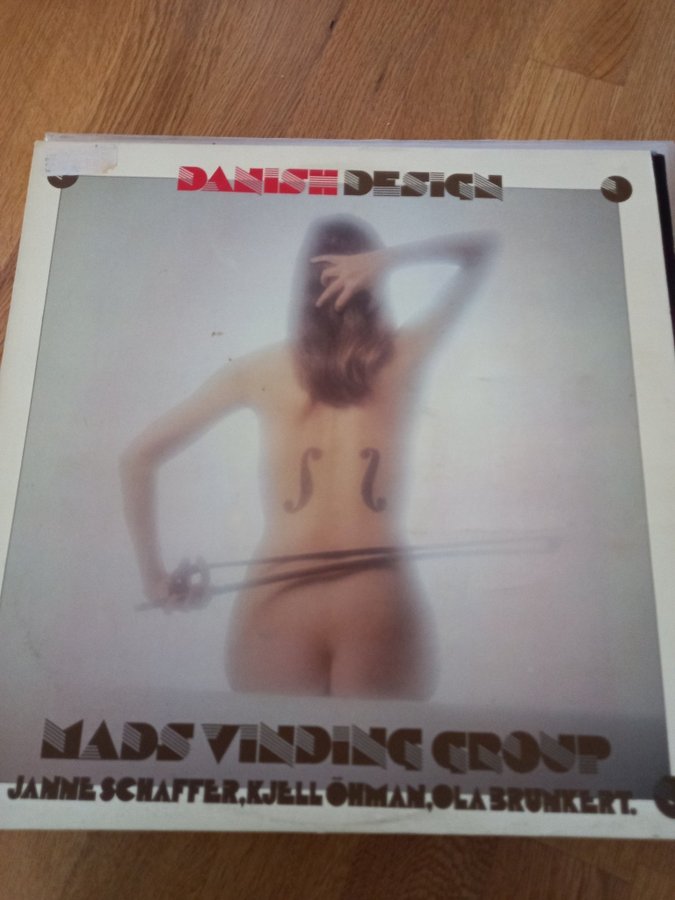 DANISH DESIGN
MADS VINDING GROUP
JANNE SCHAFFER, KJELL ÖHMAN, OLA BRUNKERT.